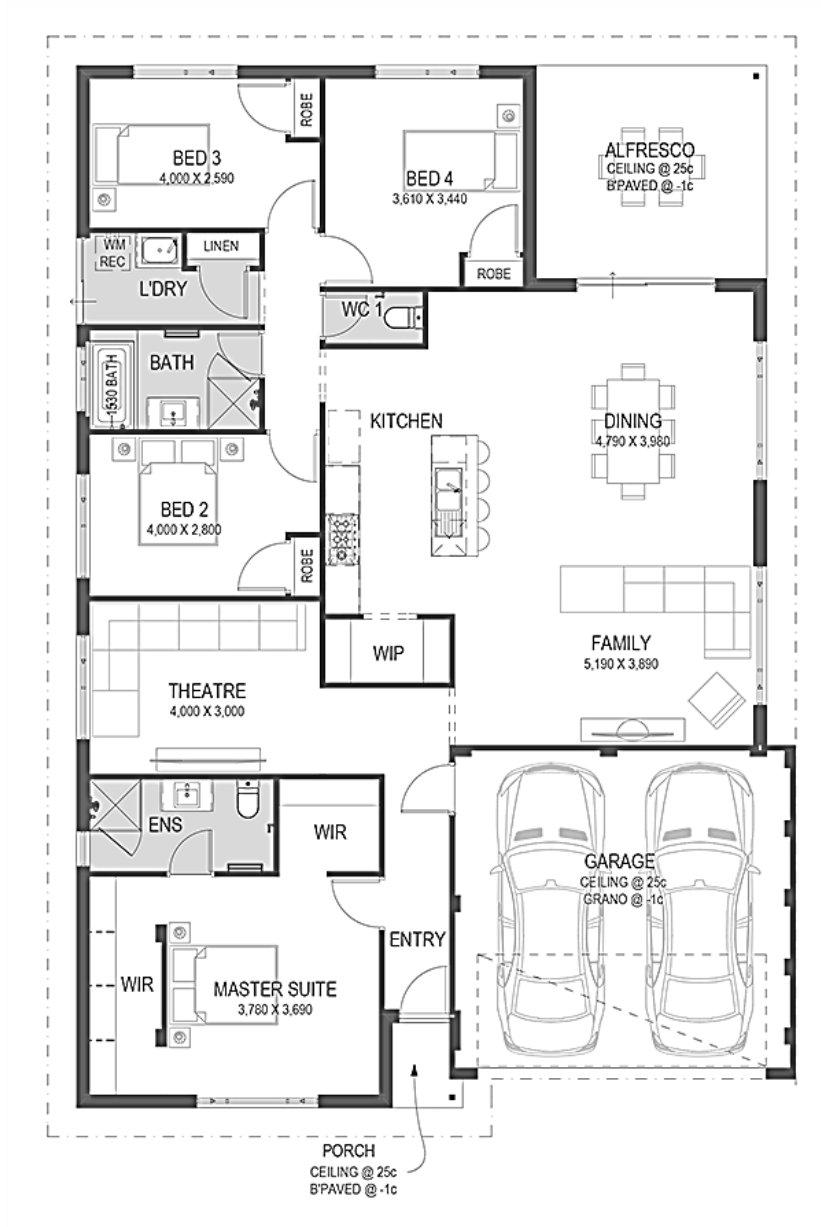 BED 3
4,000 X 2,590
ROBE
BED 4
3,610 X 3,440
ROBE
ALFRESCO
CEILING @ 25c
B'PAVED @ -1c
WM
REC
LINEN
L'DRY
WC 1
BATH
1530 BATH
KITCHEN
DINING
4,790 X 3,980
BED 2
4,000 X 2,800
ROBE
WIP
FAMILY
5,190 X 3,890
THEATRE
4,000 X 3,000
ENS
WIR
GARAGE
CEILING @ 25c
GRANO @ -1c
ENTRY
WIR
MASTER SUITE
3,780 X 3,690
PORCH
CEILING @ 25c
B'PAVED @ -1c